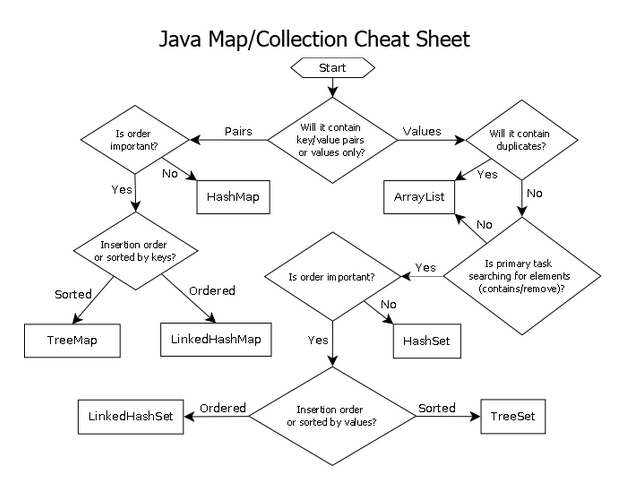 Java Map/Collection Cheat Sheet
Start
Will it contain
key/value pairs
or values only?
Pairs
Values
Is order
important?
Will it contain
duplicates?
No
Yes
HashMap
Yes
ArrayList
No
No
Insertion order
or sorted by keys?
Is primary task
searching for elements
(contains/remove)?
Yes
Is order important?
Sorted
Ordered
No
TreeMap
LinkedHashMap
Yes
HashSet
Insertion order
or sorted by values?
Ordered
Sorted
LinkedHashSet
TreeSet